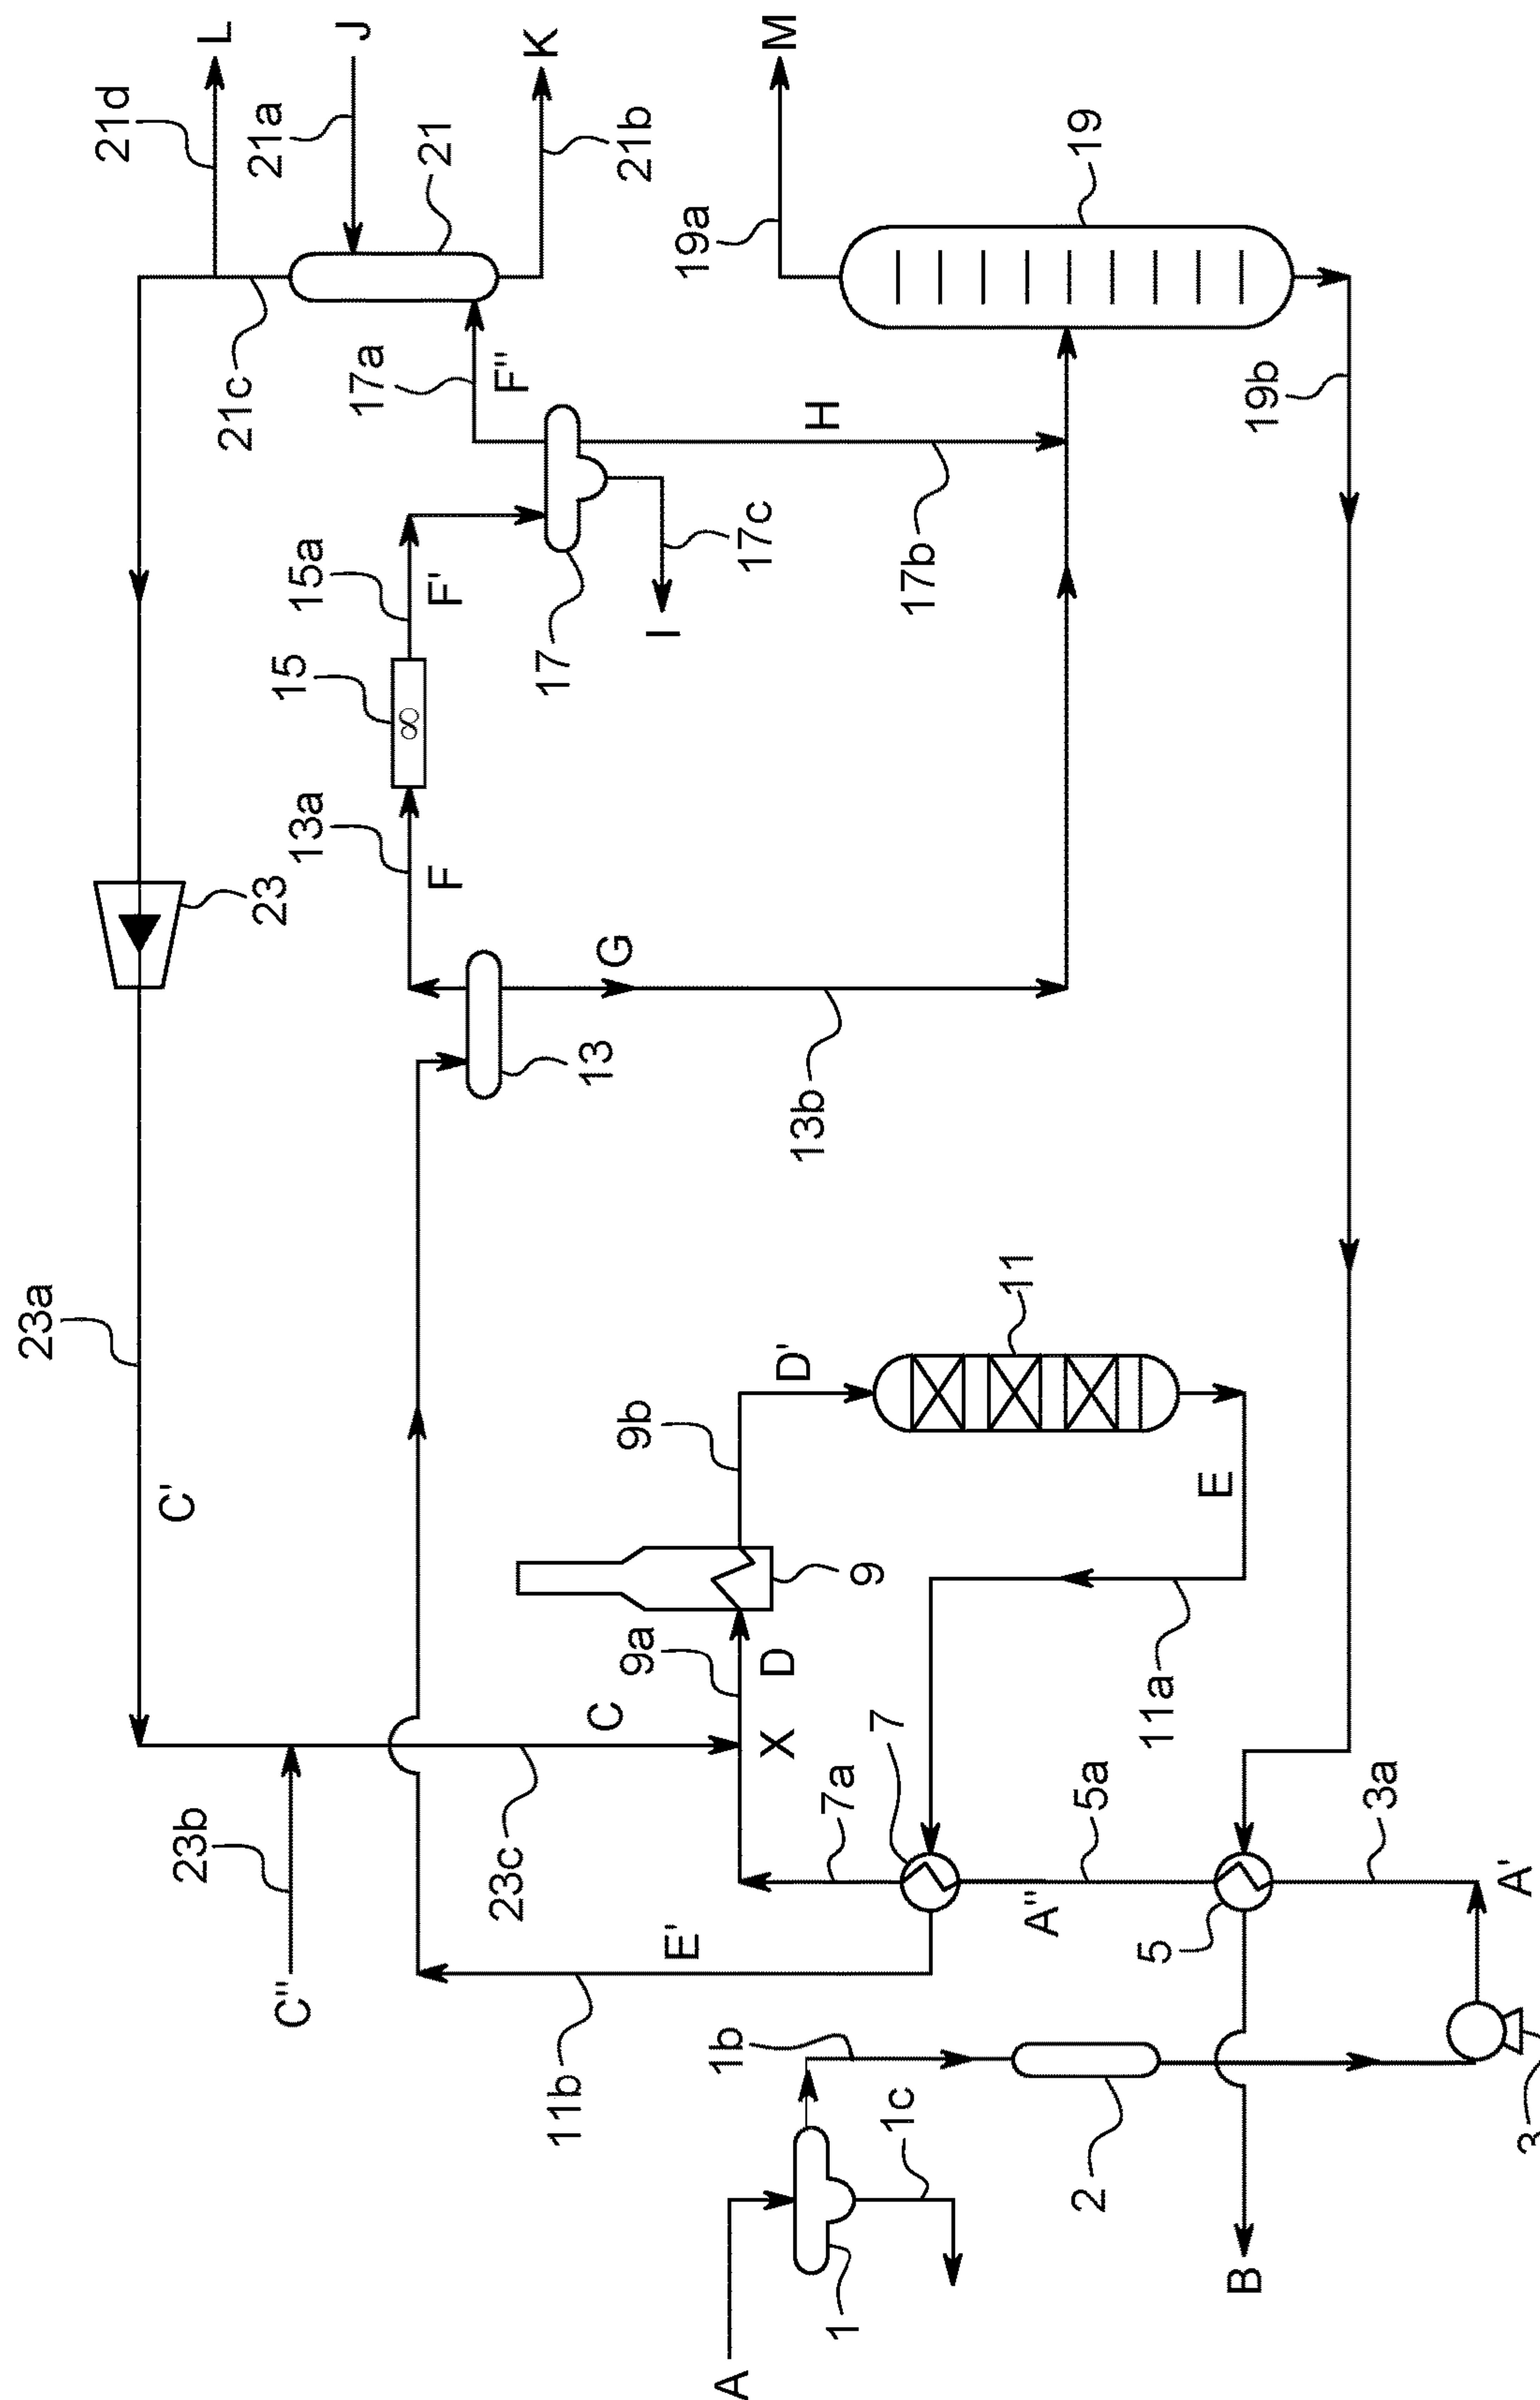 23a
21d
C'
23b
L
21c
23
21a
C"
15
13a
15a
J
17a
∞
F
F'
21
23c
F"
K
17
11b
13
C
G
9a
9b
21b
I
E'
19a
1b
A
17c
X
D
D'
M
13b
H
1
7a
9
7
1c
17b
11
A"
2
5a
19
5
11a
E
B
19b
3a
A'
3